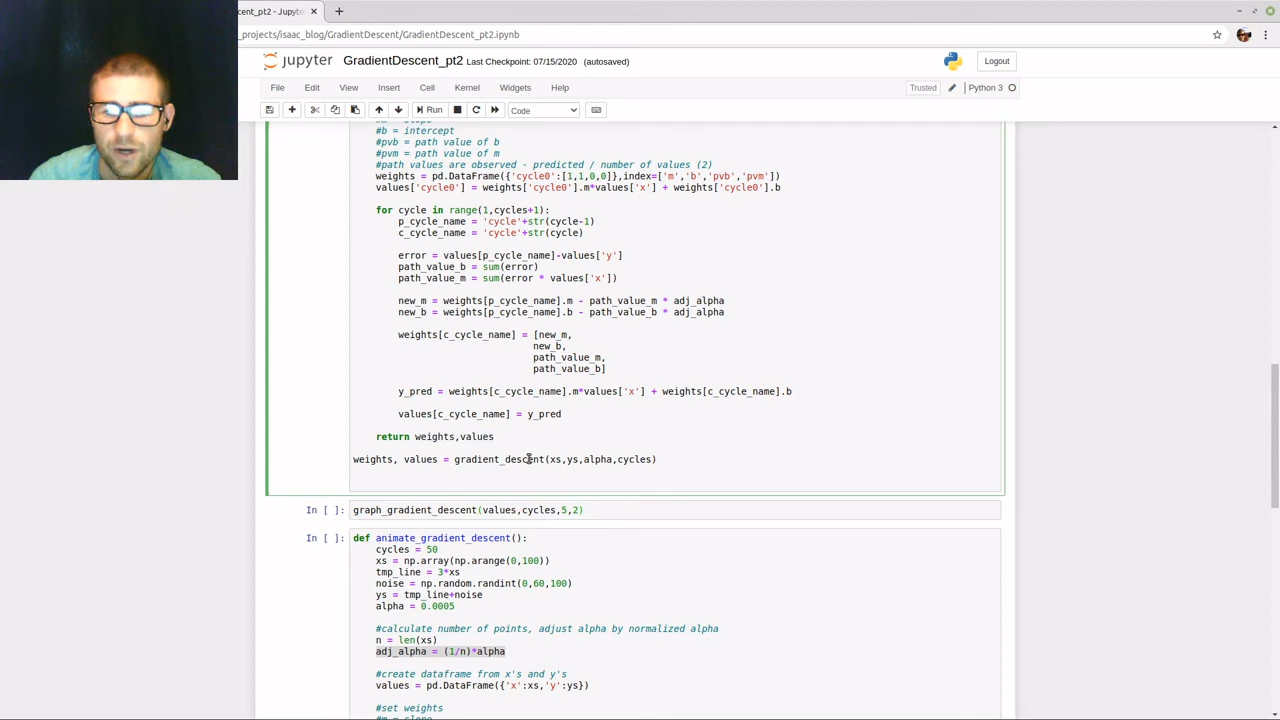 cent_pt2 - Jupyter
_projects/isaac_blog/GradientDescent/GradientDescent_pt2.ipynb
jupyter GradientDescent_pt2 Last Checkpoint: 07/15/2020 (autosaved)
Logout
File Edit View Insert Cell Kernel Widgets Help
Trusted Python 3
Run Code
#b = intercept
#pvb = path value of b
#pvm = path value of m
#path values are observed - predicted / number of values (2)
weights = pd.DataFrame({'cycle0':[1,1,0,0]},index=['m','b','pvb','pvm'])
values['cycle0'] = weights['cycle0'].m*values['x'] + weights['cycle0'].b
for cycle in range(1,cycles+1):
p_cycle_name = 'cycle'+str(cycle-1)
c_cycle_name = 'cycle'+str(cycle)
error = values[p_cycle_name]-values['y']
path_value_b = sum(error)
path_value_m = sum(error * values['x'])
new_m = weights[p_cycle_name].m - path_value_m * adj_alpha
new_b = weights[p_cycle_name].b - path_value_b * adj_alpha
weights[c_cycle_name] = [new_m,
new_b,
path_value_m,
path_value_b]
y_pred = weights[c_cycle_name].m*values['x'] + weights[c_cycle_name].b
values[c_cycle_name] = y_pred
return weights,values
weights, values = gradient_descent(xs,ys,alpha,cycles)
In [ ]: graph_gradient_descent(values,cycles,5,2)
In [ ]: def animate_gradient_descent():
cycles = 50
xs = np.array(np.arange(0,100))
tmp_line = 3*xs
noise = np.random.randint(0,60,100)
ys = tmp_line+noise
alpha = 0.0005
#calculate number of points, adjust alpha by normalized alpha
n = len(xs)
adj_alpha = (1/n)*alpha
#create dataframe from x's and y's
values = pd.DataFrame({'x':xs,'y':ys})
#set weights